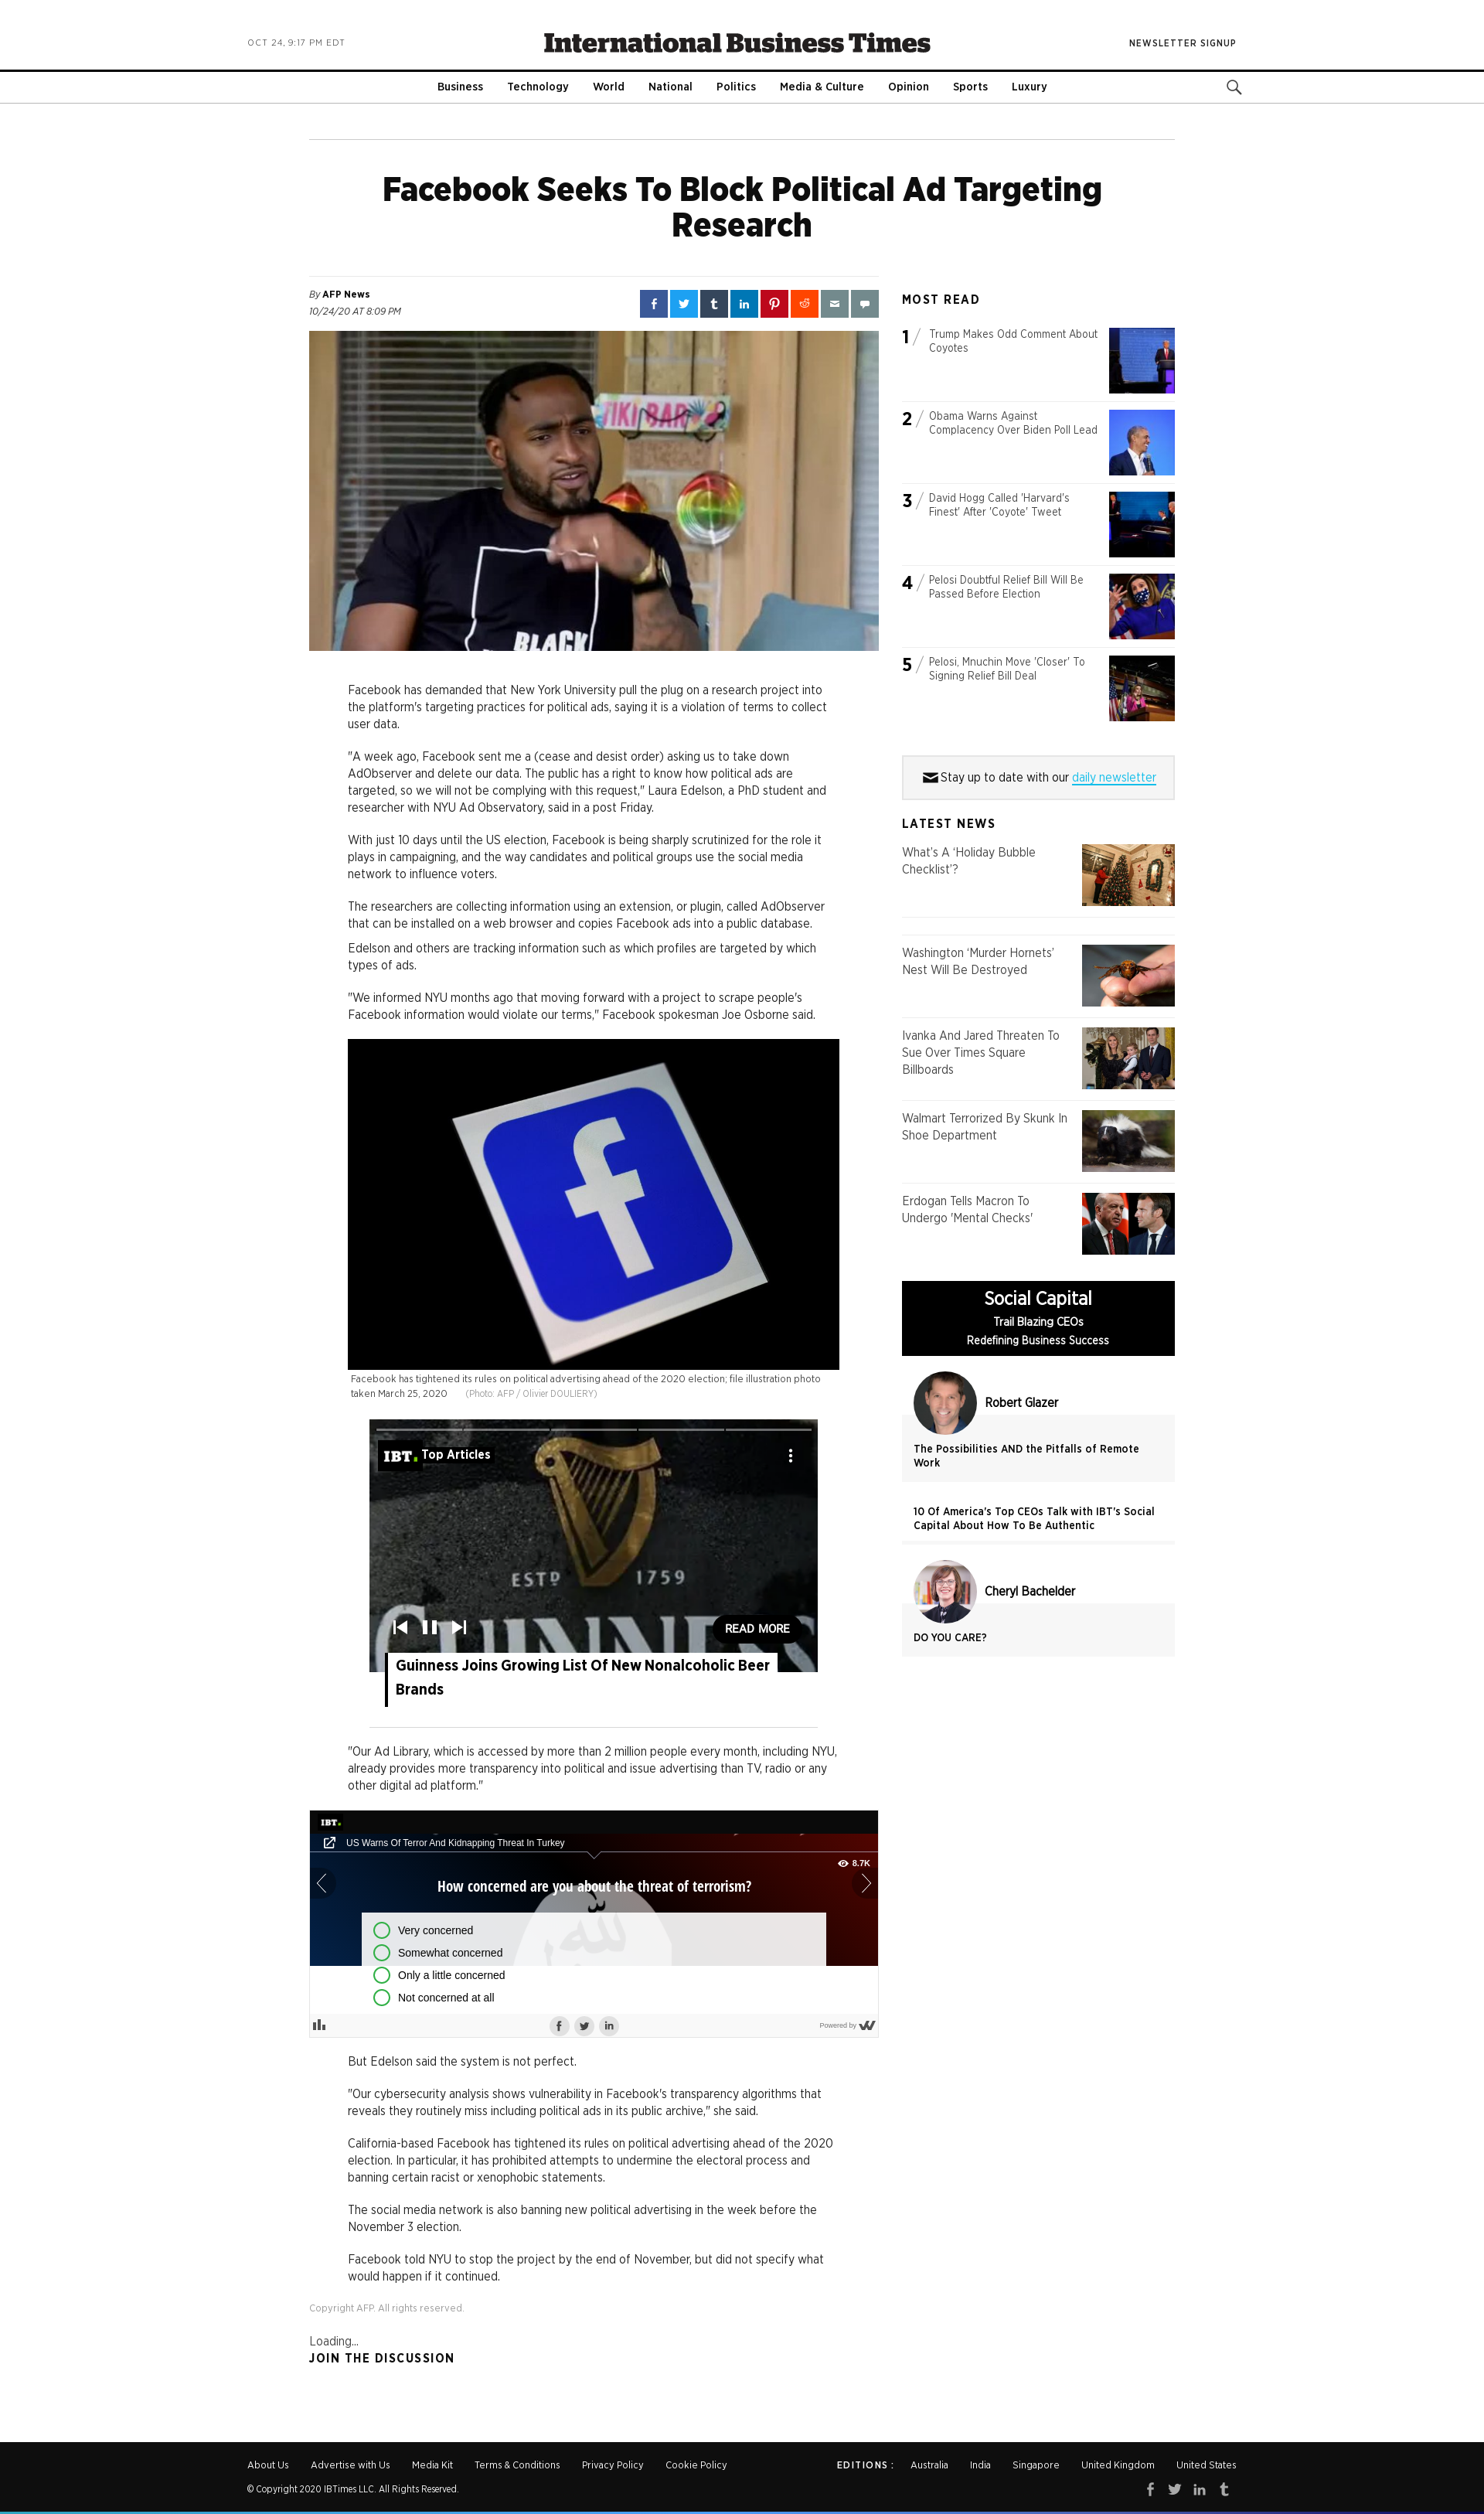 OCT 24, 9:17 PM EDT
International Business Times
NEWSLETTER SIGNUP
Business Technology World National Politics Media & Culture Opinion Sports Luxury
Facebook Seeks To Block Political Ad Targeting
Research
By AFP News
10/24/20 AT 8:09 PM
TIKI BAR
BLACK
Facebook has demanded that New York University pull the plug on a research project into
the platform's targeting practices for political ads, saying it is a violation of terms to collect
user data.
"A week ago, Facebook sent me a (cease and desist order) asking us to take down
AdObserver and delete our data. The public has a right to know how political ads are
targeted, so we will not be complying with this request," Laura Edelson, a PhD student and
researcher with NYU Ad Observatory, said in a post Friday.
With just 10 days until the US election, Facebook is being sharply scrutinized for the role it
plays in campaigning, and the way candidates and political groups use the social media
network to influence voters.
The researchers are collecting information using an extension, or plugin, called AdObserver
that can be installed on a web browser and copies Facebook ads into a public database.
Edelson and others are tracking information such as which profiles are targeted by which
types of ads.
"We informed NYU months ago that moving forward with a project to scrape people's
Facebook information would violate our terms," Facebook spokesman Joe Osborne said.
Facebook has tightened its rules on political advertising ahead of the 2020 election; file illustration photo
taken March 25, 2020 (Photo: AFP / Olivier DOULIERY)
IBT. Top Articles
ESTD 1759
GUINNESS
READ MORE
Guinness Joins Growing List Of New Nonalcoholic Beer
Brands
"Our Ad Library, which is accessed by more than 2 million people every month, including NYU,
already provides more transparency into political and issue advertising than TV, radio or any
other digital ad platform."
IBT.
US Warns Of Terror And Kidnapping Threat In Turkey
8.7K
How concerned are you about the threat of terrorism?
Very concerned
Somewhat concerned
Only a little concerned
Not concerned at all
Powered by
But Edelson said the system is not perfect.
"Our cybersecurity analysis shows vulnerability in Facebook's transparency algorithms that
reveals they routinely miss including political ads in its public archive," she said.
California-based Facebook has tightened its rules on political advertising ahead of the 2020
election. In particular, it has prohibited attempts to undermine the electoral process and
banning certain racist or xenophobic statements.
The social media network is also banning new political advertising in the week before the
November 3 election.
Facebook told NYU to stop the project by the end of November, but did not specify what
would happen if it continued.
Copyright AFP. All rights reserved.
Loading...
JOIN THE DISCUSSION
MOST READ
1 / Trump Makes Odd Comment About
Coyotes
2 / Obama Warns Against
Complacency Over Biden Poll Lead
3 / David Hogg Called 'Harvard's
Finest' After 'Coyote' Tweet
4 / Pelosi Doubtful Relief Bill Will Be
Passed Before Election
5 / Pelosi, Mnuchin Move 'Closer' To
Signing Relief Bill Deal
Stay up to date with our daily newsletter
LATEST NEWS
What's A ‘Holiday Bubble
Checklist’?
Washington ‘Murder Hornets’
Nest Will Be Destroyed
Ivanka And Jared Threaten To
Sue Over Times Square
Billboards
Walmart Terrorized By Skunk In
Shoe Department
Erdogan Tells Macron To
Undergo 'Mental Checks'
Social Capital
Trail Blazing CEOs
Redefining Business Success
Robert Glazer
The Possibilities AND the Pitfalls of Remote
Work
10 Of America's Top CEOs Talk with IBT's Social
Capital About How To Be Authentic
Cheryl Bachelder
DO YOU CARE?
About Us Advertise with Us Media Kit Terms & Conditions Privacy Policy Cookie Policy
EDITIONS : Australia India Singapore United Kingdom United States
© Copyright 2020 IBTimes LLC. All Rights Reserved.